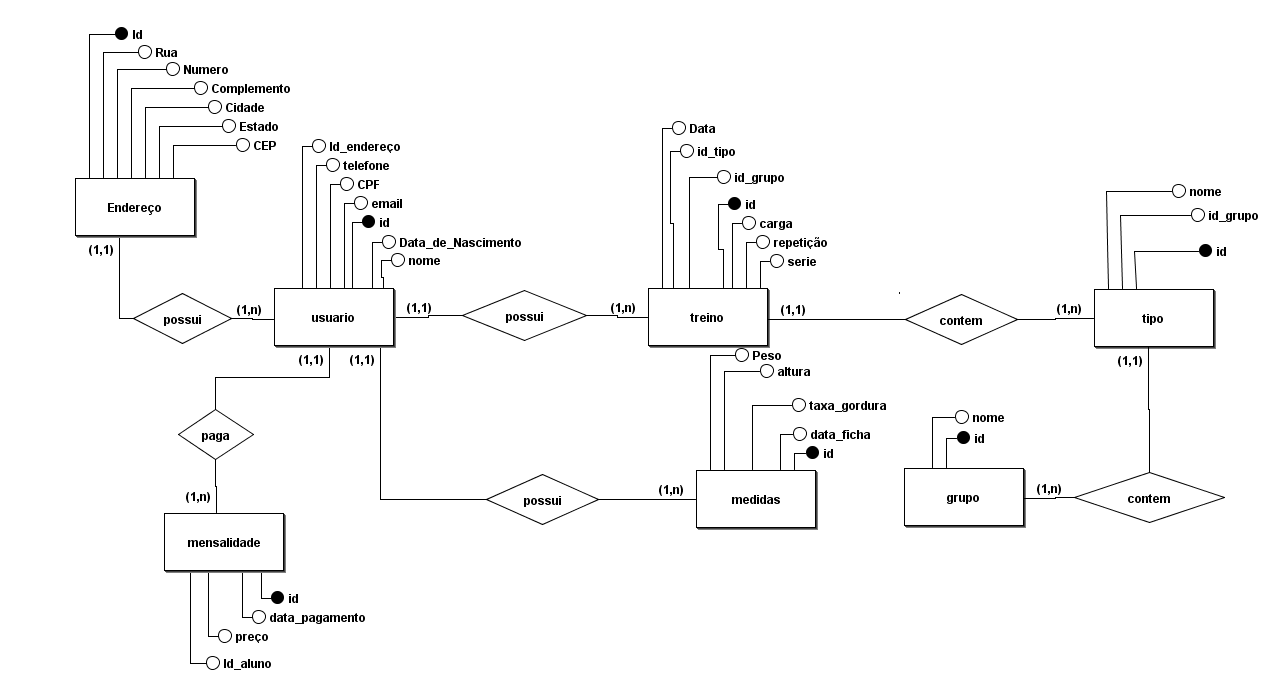 Id
Rua
Numero
Complemento
Cidade
Estado
CEP
Endereço
(1,1)
possui
(1,n)
Id_endereço
telefone
CPF
email
id
Data_de_Nascimento
nome
usuario
(1,1)
possui
(1,n)
Data
id_tipo
id_grupo
id
carga
repetição
serie
treino
(1,1)
contem
(1,n)
nome
id_grupo
id
tipo
(1,1)
(1,1)
(1,1)
paga
(1,n)
mensalidade
id
data_pagamento
preço
Id_aluno
possui
(1,n)
Peso
altura
taxa_gordura
data_ficha
id
medidas
nome
id
grupo
(1,n)
contem